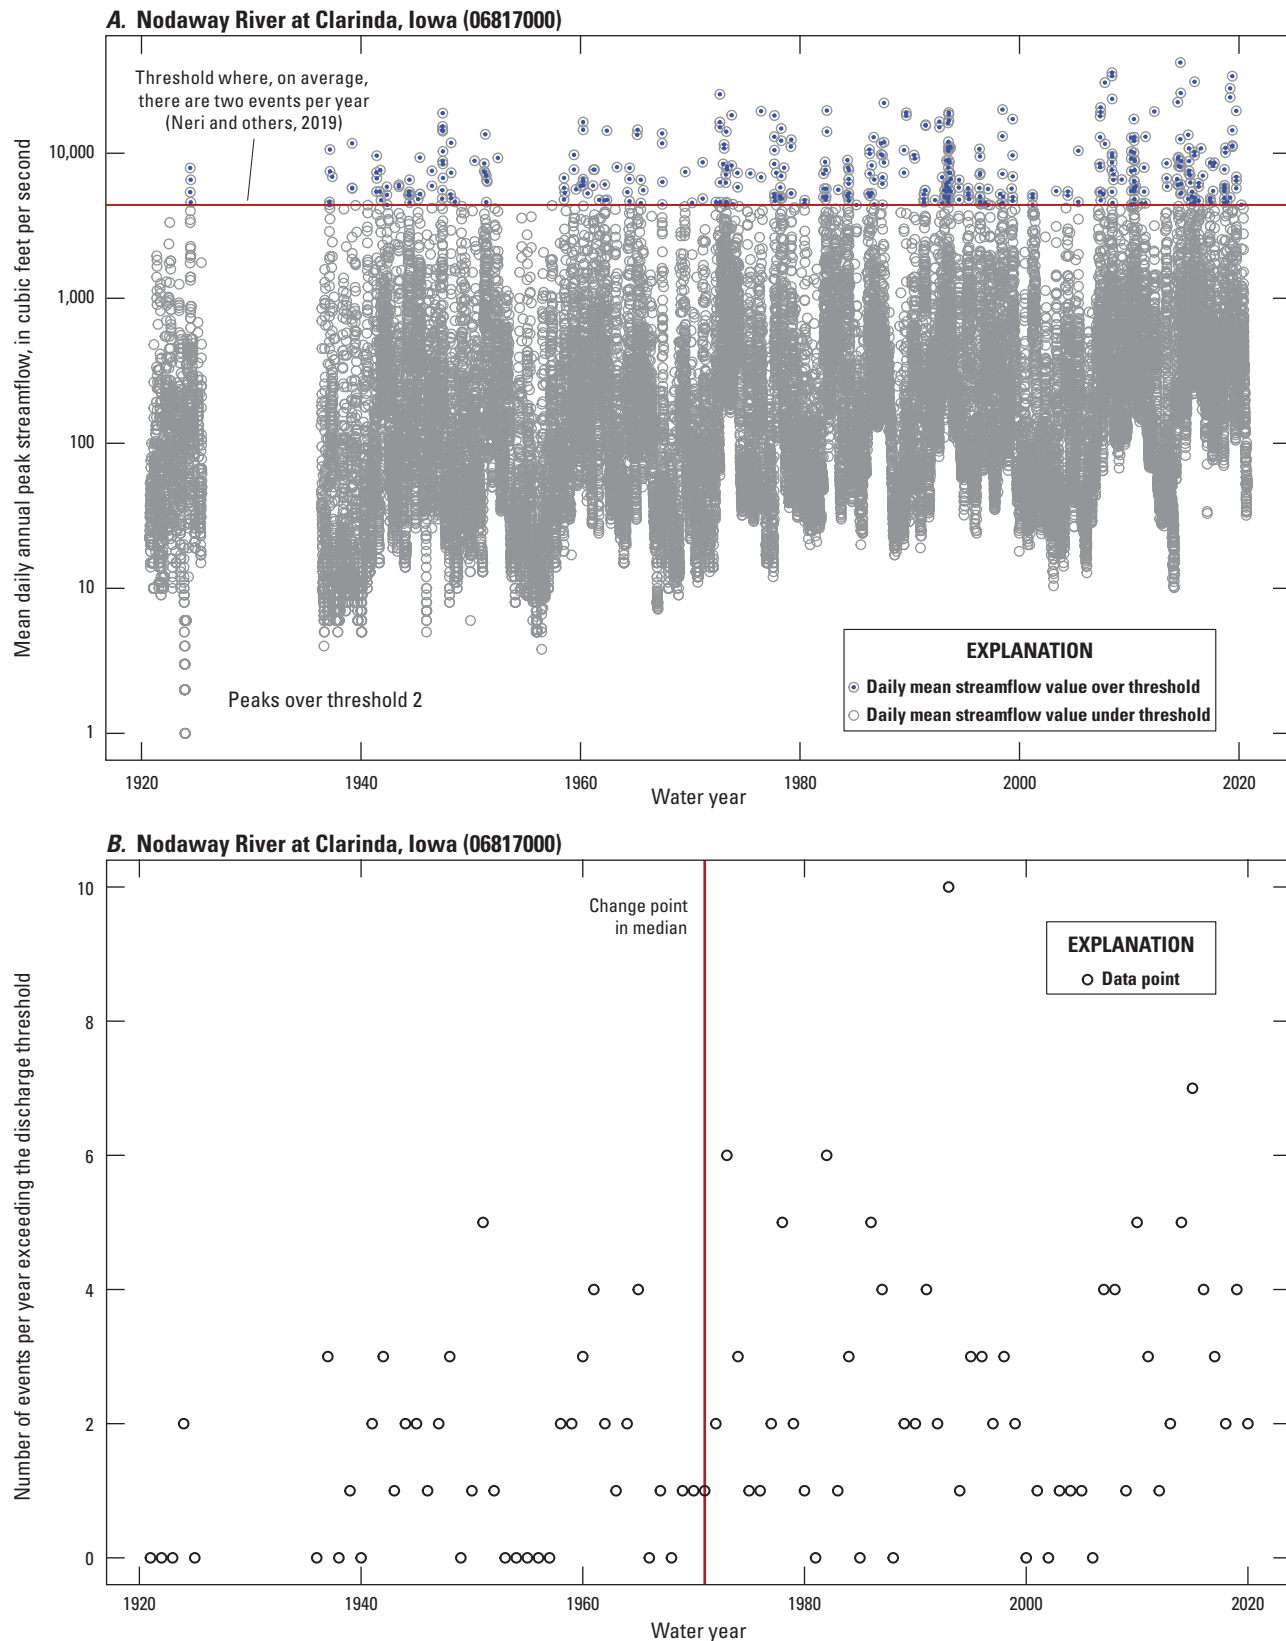 A. Nodaway River at Clarinda, Iowa (06817000)
Threshold where, on average,
there are two events per year
(Neri and others, 2019)
Mean daily annual peak streamflow, in cubic feet per second
10,000
1,000
100
10
1
Peaks over threshold 2
EXPLANATION
Daily mean streamflow value over threshold
Daily mean streamflow value under threshold
1920 1940 1960 1980 2000 2020
Water year
B. Nodaway River at Clarinda, Iowa (06817000)
Change point
in median
EXPLANATION
Data point
Number of events per year exceeding the discharge threshold
10
8
6
4
2
0
1920 1940 1960 1980 2000 2020
Water year